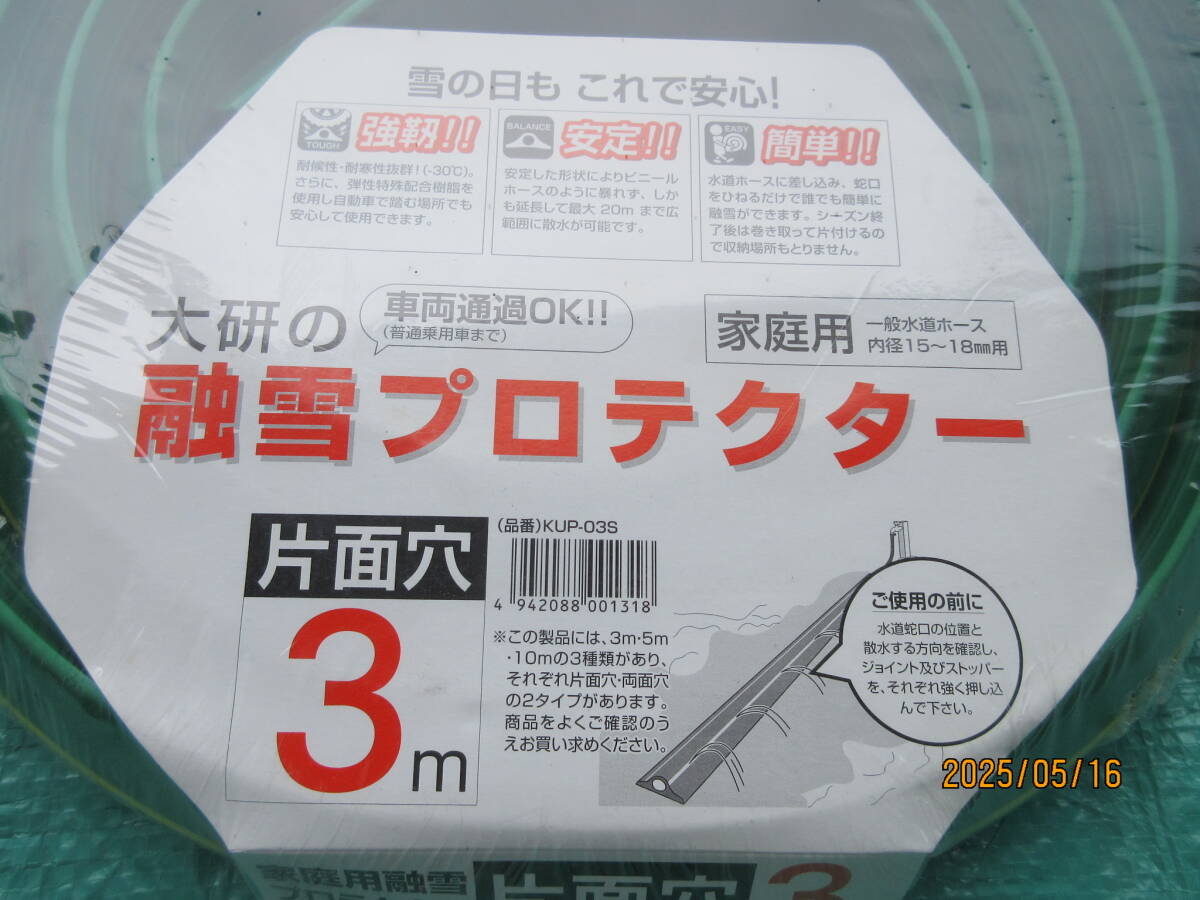 雪の日も これで安心!
TOUGH
強靭!!
耐候性・耐寒性抜群!(-30℃)。
さらに、弾性特殊配合樹脂を
使用し自動車で踏む場所でも
安心して使用できます。
BALANCE
安定!!
安定した形状によりビニール
ホースのように暴れず、しか
も延長して最大 20m まで広
範囲に散水が可能です。
EASY
簡単!!
水道ホースに差し込み、蛇口
をひねるだけで誰でも簡単に
融雪ができます。シーズン終
了後は巻き取って片付けるの
で収納場所もとりません。
大研の
車両通過OK!!
(普通乗用車まで)
家庭用
一般水道ホース
内径15〜18㎜用
融雪プロテクター
片面穴
3m
(品番)KUP-03S
4 942088 001318
※この製品には、3m・5m
・10mの3種類があり、
それぞれ片面穴・両面穴
の2タイプがあります。
商品をよくご確認のう
えお買い求めください。
ご使用の前に
水道蛇口の位置と
散水する方向を確認し、
ジョイント及びストッパー
を、それぞれ強く押し込
んで下さい。
2025/05/16
家庭用融雪
片面穴
3